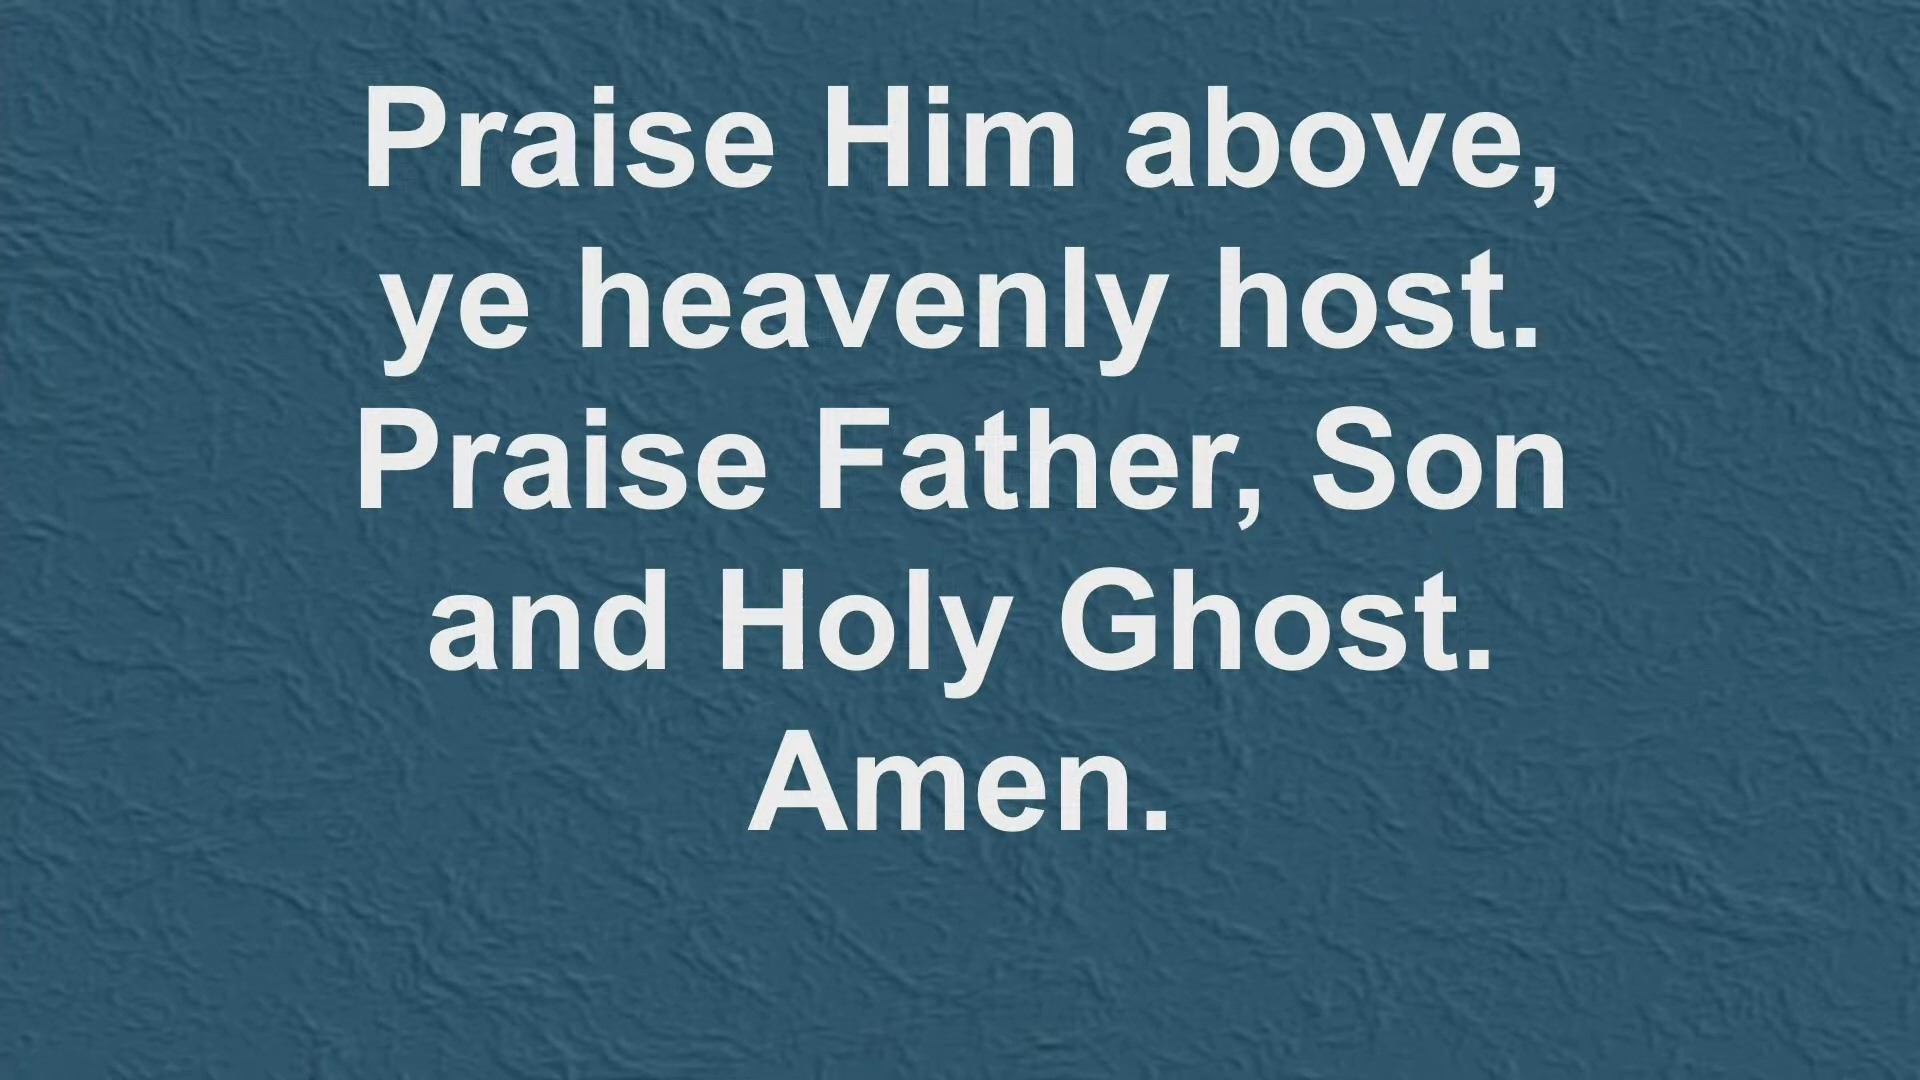 Praise Him above,
ye heavenly host.
Praise Father, Son
and Holy Ghost.
Amen.